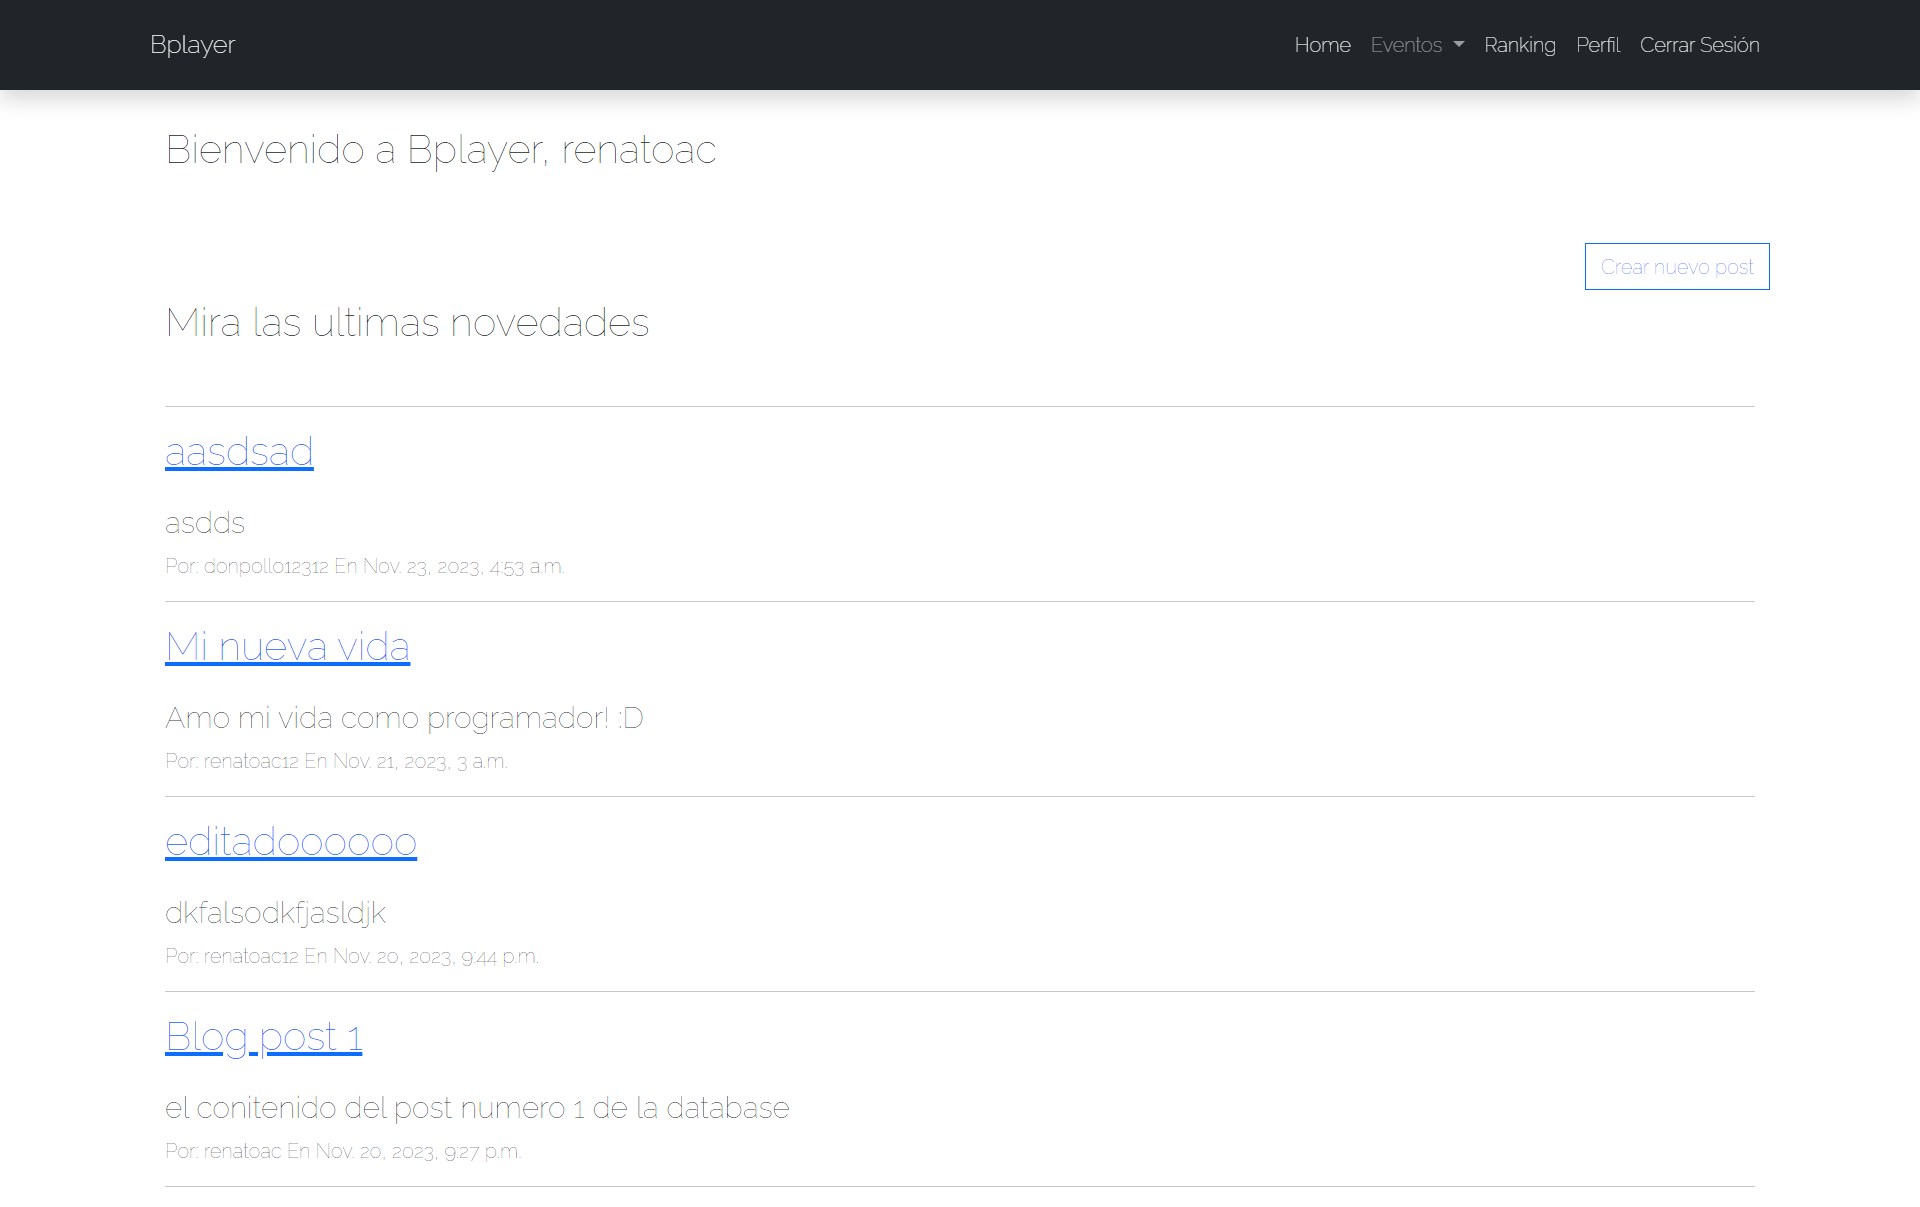 Bplayer
Home Eventos Ranking Perfil Cerrar Sesión
Bienvenido a Bplayer, renatoac
Crear nuevo post
Mira las ultimas novedades
aasdsad
asdds
Por: donpollo12312 En Nov. 23, 2023, 4:53 a.m.
Mi nueva vida
Amo mi vida como programador! :D
Por: renatoac12 En Nov. 21, 2023, 3 a.m.
editadoooooo
dkfalsodkfjasldjk
Por: renatoac12 En Nov. 20, 2023, 9:44 p.m.
Blog post 1
el conitenido del post numero 1 de la database
Por: renatoac En Nov. 20, 2023, 9:27 p.m.